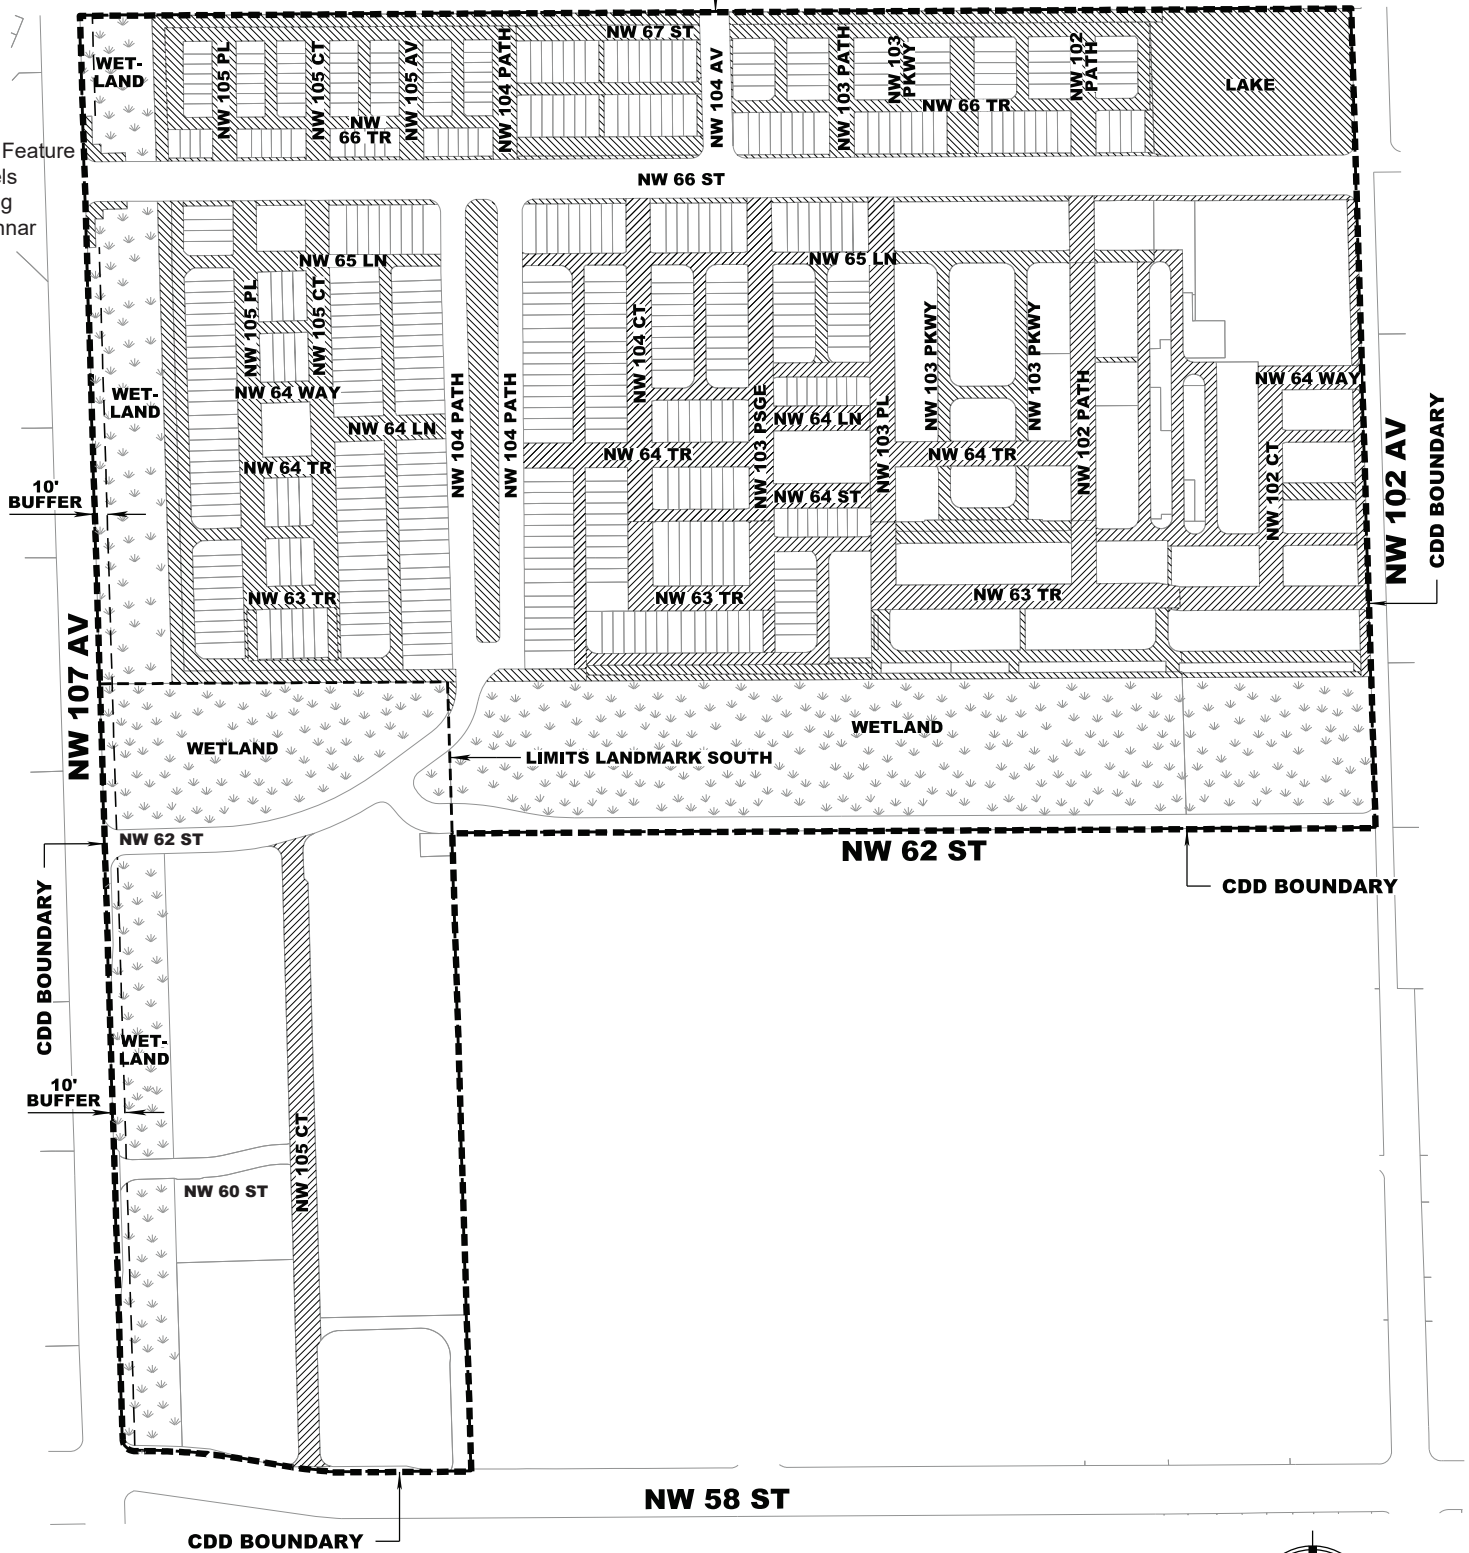 NW 67 ST
WET-
LAND
NW 105 PL
NW 105 CT
NW 105 AV
NW 104 PATH
NW 104 AV
NW 103 PATH
NW 103
PKWY
NW 102
PATH
LAKE
NW
66 TR
NW 66 TR
Feature
NW 66 ST
NW 65 LN
NW 65 LN
NW 105 PL
NW 105 CT
NW 104 CT
NW 103 PKWY
NW 103 PKWY
WET-
LAND
NW 64 WAY
NW 64 WAY
NW 104 PATH
NW 104 PATH
NW 103 PSGE
NW 103 PL
NW 102 PATH
NW 64 LN
NW 64 LN
NW 64 TR
NW 64 TR
NW 64 TR
NW 64 ST
NW 102 CT
NW 102 AV
CDD BOUNDARY
10'
BUFFER
NW 63 TR
NW 63 TR
NW 63 TR
NW 107 AV
WETLAND
WETLAND
LIMITS LANDMARK SOUTH
NW 62 ST
NW 62 ST
CDD BOUNDARY
CDD BOUNDARY
WET-
LAND
10'
BUFFER
NW 105 CT
NW 60 ST
NW 58 ST
CDD BOUNDARY